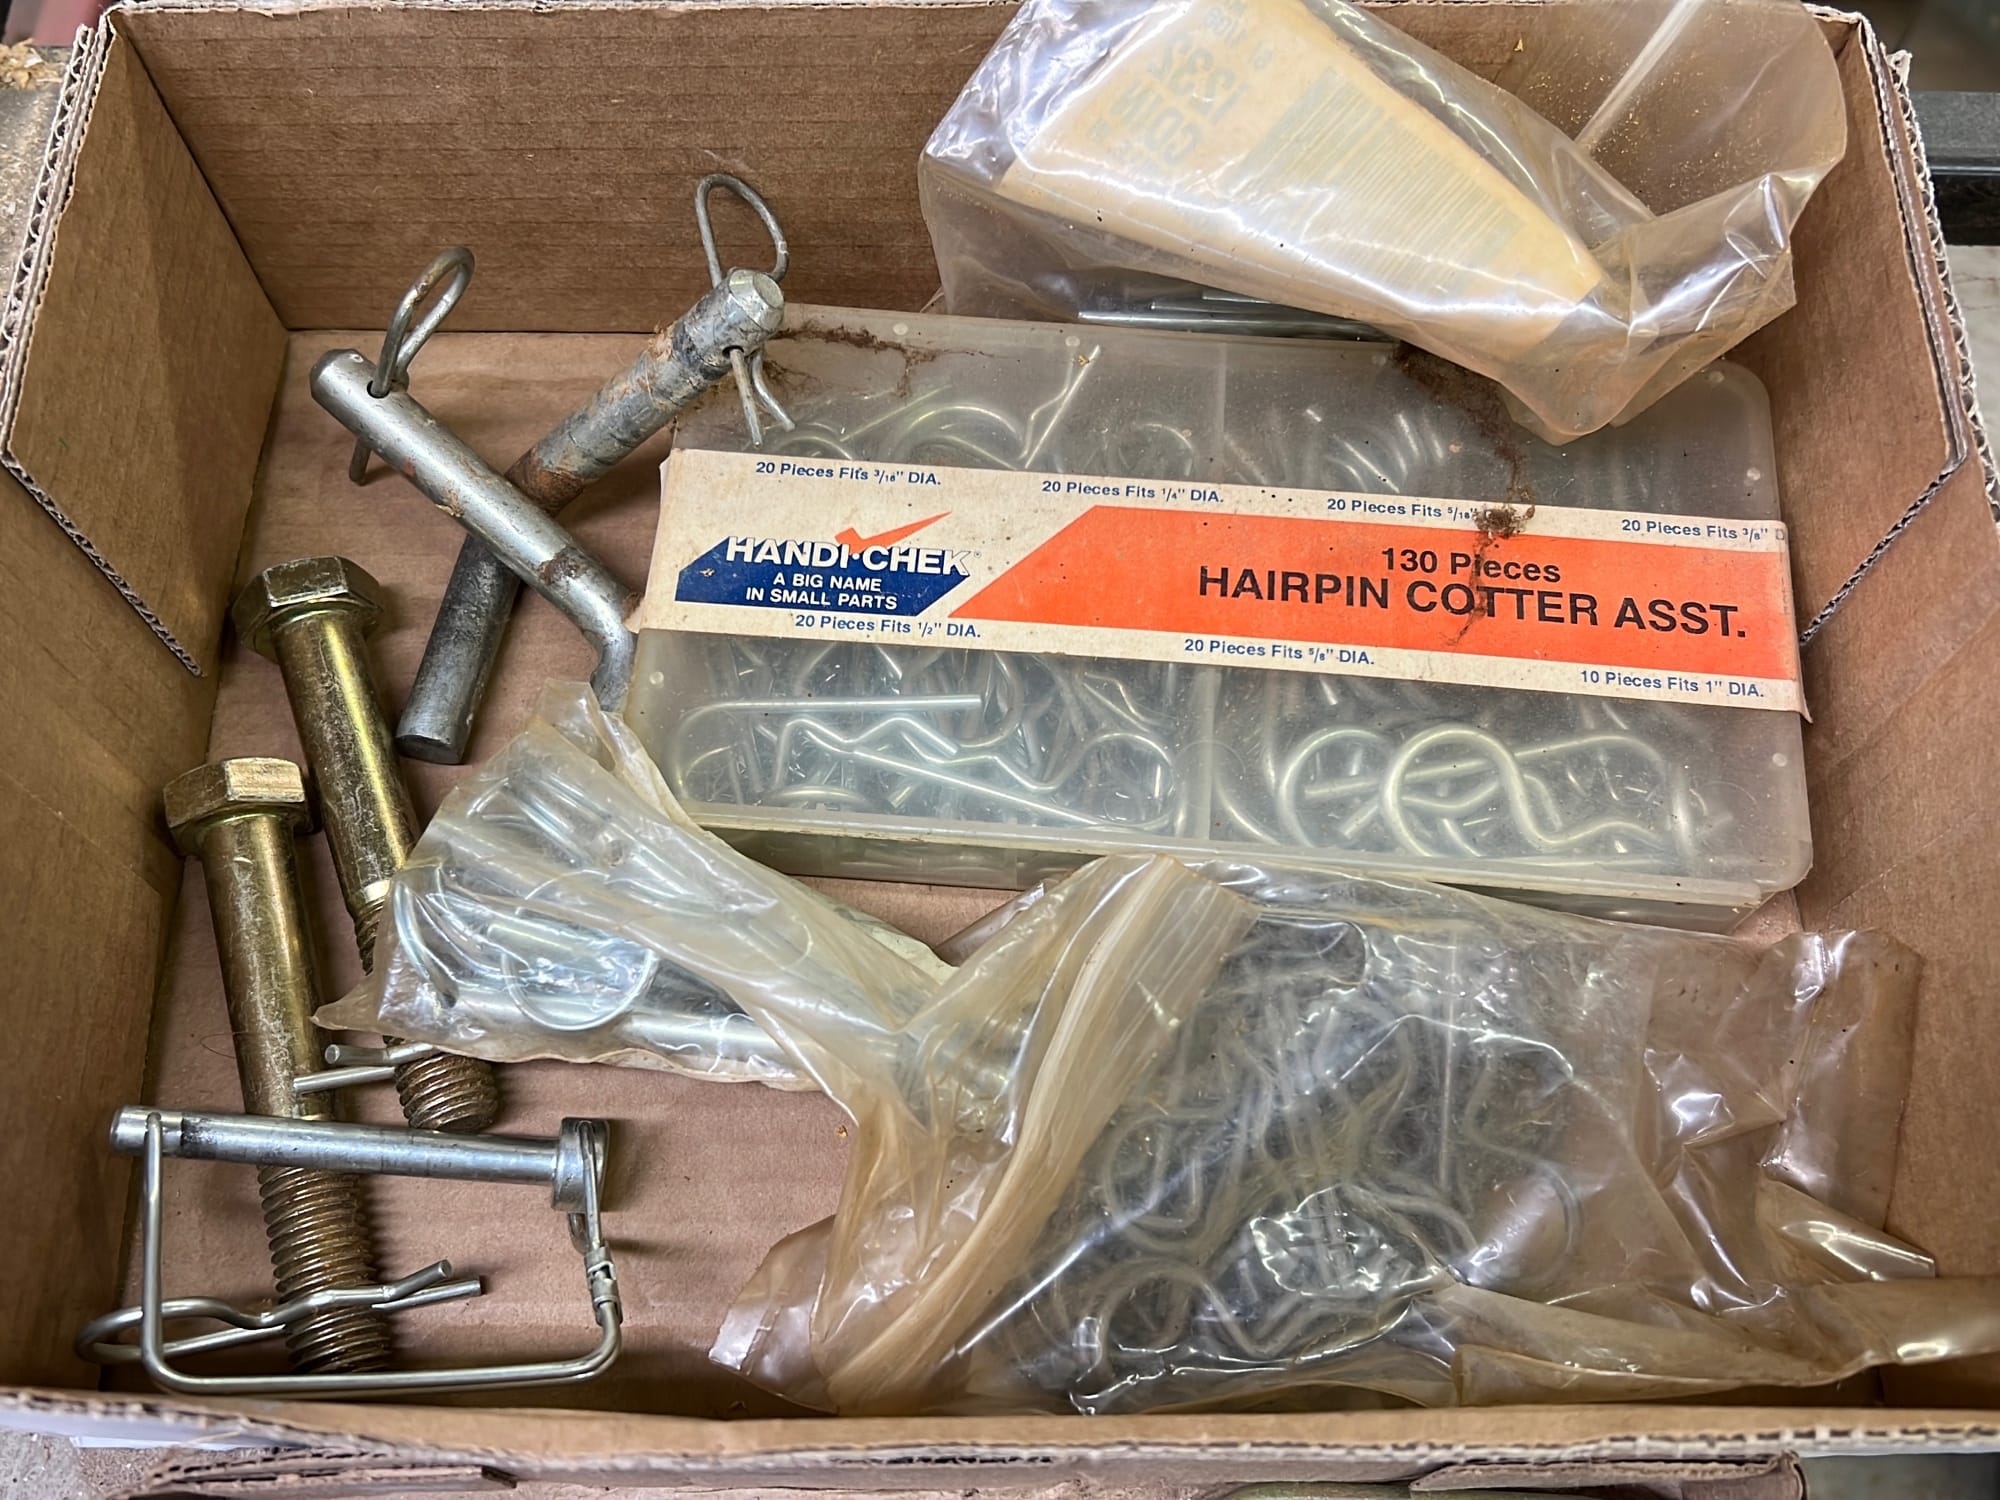 20 Pieces Fits 3/16" DIA.
20 Pieces Fits 1/4" DIA.
20 Pieces Fits 5/16"
20 Pieces Fits 3/8" D
HANDI-CHEK®
A BIG NAME
IN SMALL PARTS
130 Pieces
HAIRPIN COTTER ASST.
20 Pieces Fits 1/2" DIA.
20 Pieces Fits 5/8" DIA.
10 Pieces Fits 1" DIA.